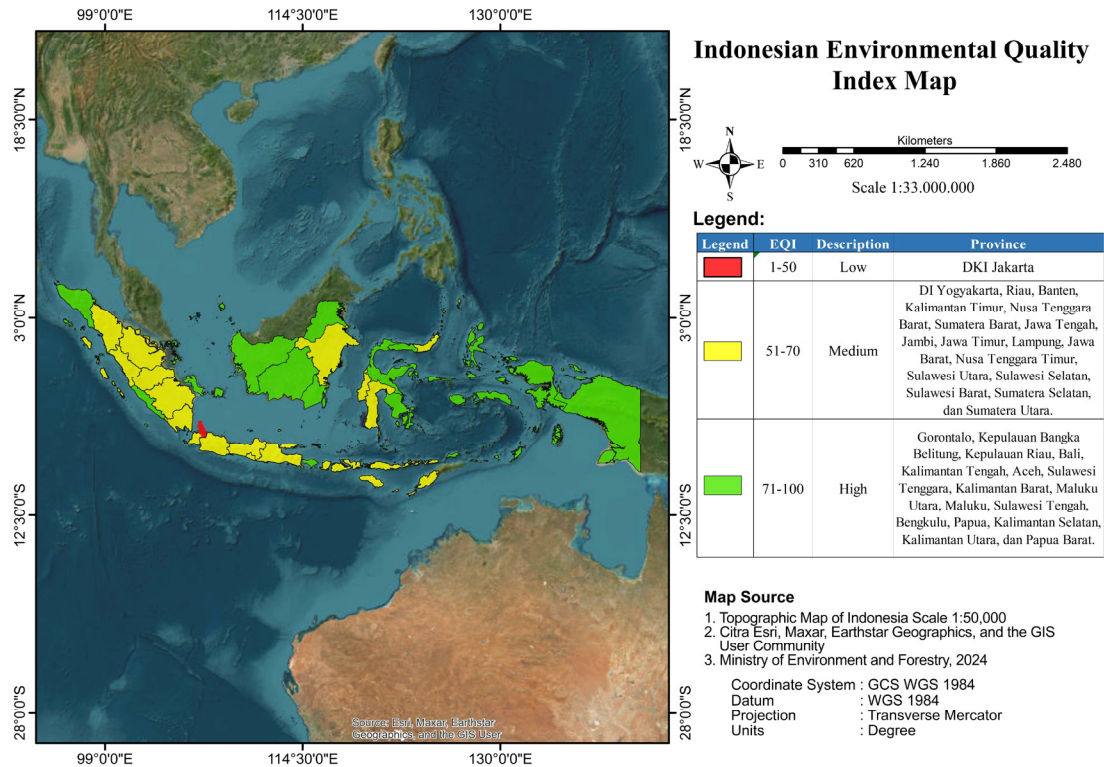 99°0'0"E 114°30'0"E 130°0'0"E
18°30'0"N 18°30'0"N
3°0'0"N 3°0'0"N
12°30'0"S 12°30'0"S
28°0'0"S 28°0'0"S
Source: Esri, Maxar, Earthstar
Geographics, and the GIS User
99°0'0"E 114°30'0"E 130°0'0"E
Indonesian Environmental Quality
Index Map
N
W E
S
Kilometers
0 310 620 1.240 1.860 2.480
Scale 1:33.000.000
Legend:
Legend EQI Description Province
1-50 Low DKI Jakarta
51-70 Medium
DI Yogyakarta, Riau, Banten,
Kalimantan Timur, Nusa Tenggara
Barat, Sumatera Barat, Jawa Tengah,
Jambi, Jawa Timur, Lampung, Jawa
Barat, Nusa Tenggara Timur,
Sulawesi Utara, Sulawesi Selatan,
Sulawesi Barat, Sumatera Selatan,
dan Sumatera Utara.
71-100 High
Gorontalo, Kepulauan Bangka
Belitung, Kepulauan Riau, Bali,
Kalimantan Tengah, Aceh, Sulawesi
Tenggara, Kalimantan Barat, Maluku
Utara, Maluku, Sulawesi Tengah,
Bengkulu, Papua, Kalimantan Selatan,
Kalimantan Utara, dan Papua Barat.
Map Source
1. Topographic Map of Indonesia Scale 1:50,000
2. Citra Esri, Maxar, Earthstar Geographics, and the GIS
User Community
3. Ministry of Environment and Forestry, 2024
Coordinate System : GCS WGS 1984
Datum : WGS 1984
Projection : Transverse Mercator
Units : Degree